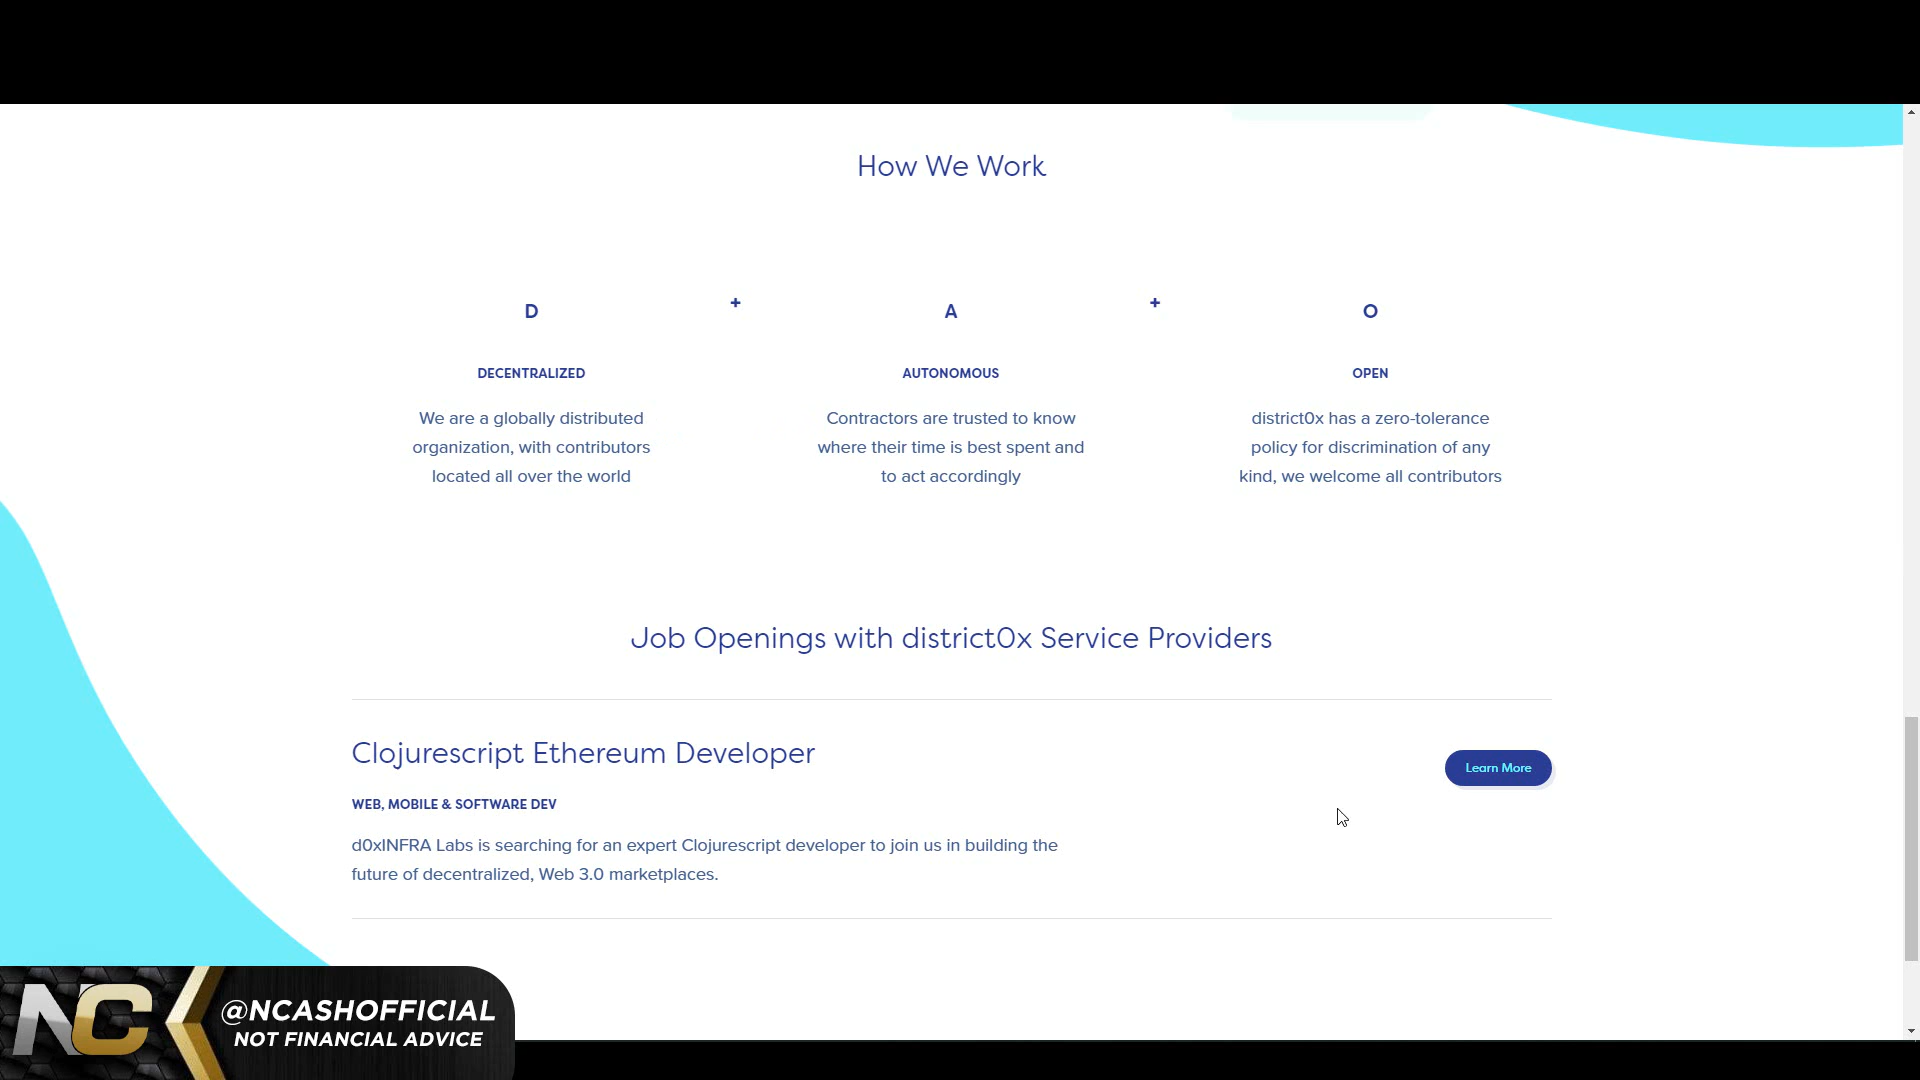 How We Work
D + A + O
DECENTRALIZED
We are a globally distributed
organization, with contributors
located all over the world
AUTONOMOUS
Contractors are trusted to know
where their time is best spent and
to act accordingly
OPEN
district0x has a zero-tolerance
policy for discrimination of any
kind, we welcome all contributors
Job Openings with district0x Service Providers
Clojurescript Ethereum Developer
Learn More
WEB, MOBILE & SOFTWARE DEV
d0xINFRA Labs is searching for an expert Clojurescript developer to join us in building the
future of decentralized, Web 3.0 marketplaces.
NC
@NCASHOFFICIAL
NOT FINANCIAL ADVICE